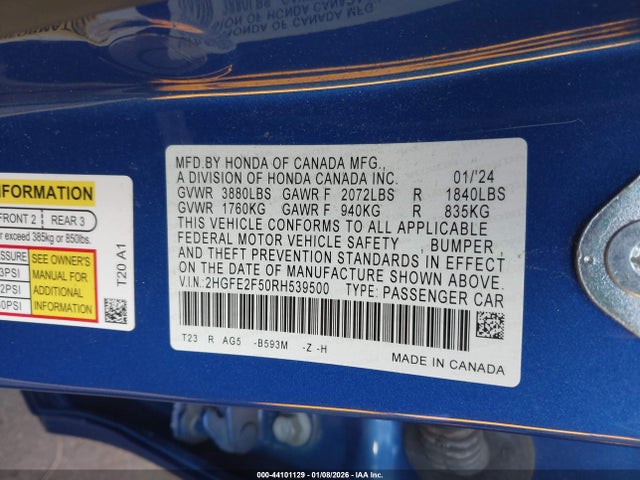 MFD.BY HONDA OF CANADA MFG.,
A DIVISION OF HONDA CANADA INC. 01/'24
GVWR 3880LBS GAWR F 2072LBS R 1840LBS
GVWR 1760KG GAWR F 940KG R 835KG
THIS VEHICLE CONFORMS TO ALL APPLICABLE
FEDERAL MOTOR VEHICLE SAFETY , BUMPER ,
AND THEFT PREVENTION STANDARDS IN EFFECT
ON THE DATE OF MANUFACTURE SHOWN ABOVE.
V.I.N.:2HGFE2F50RH539500 TYPE: PASSENGER CAR
T23 R AG5 -B593M -Z -H
MADE IN CANADA
INFORMATION
FRONT 2 REAR 3
exceed 385kg or 850lbs.
SEE OWNER'S
MANUAL FOR
ADDITIONAL
INFORMATION
T20 A1
000-44101129 | 01/08/2026 - IAA Inc.